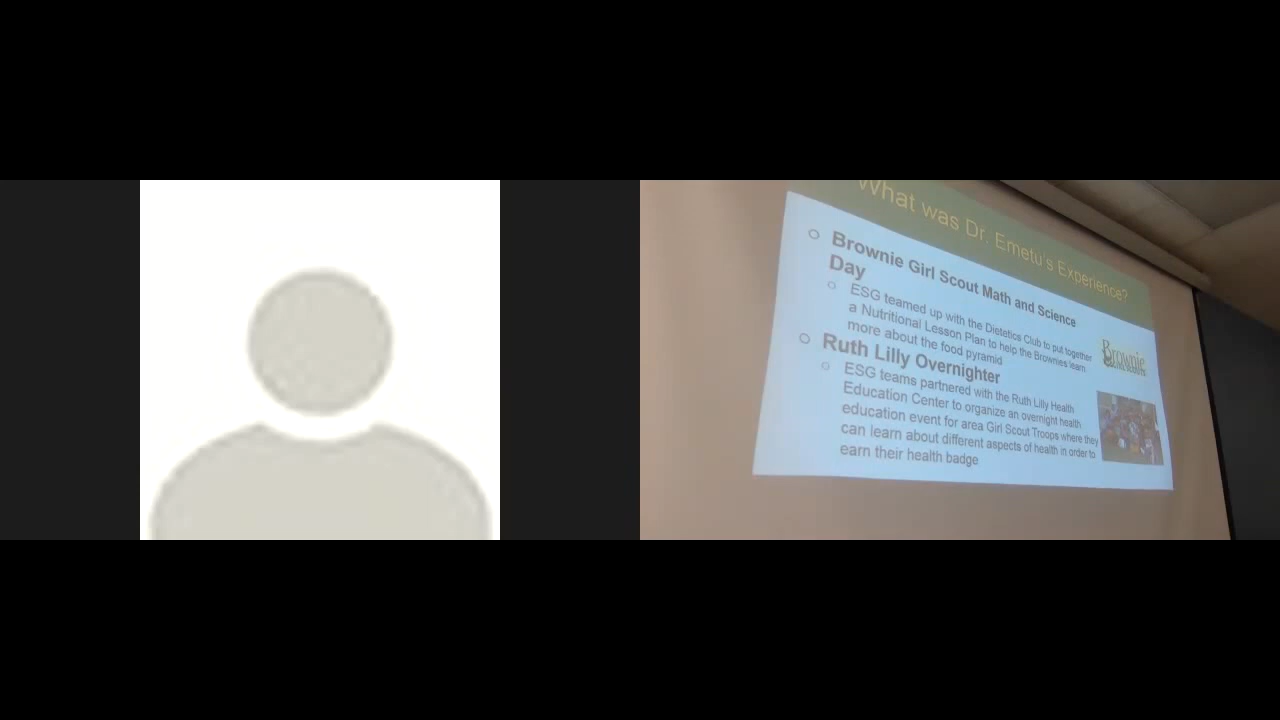 What was Dr. Emetu's Experience?
Brownie Girl Scout Math and Science
Day
ESG teamed up with the Dietetics Club to put together
a Nutritional Lesson Plan to help the Brownies learn
more about the food pyramid
Ruth Lilly Overnighter
ESG teams partnered with the Ruth Lilly Health
Education Center to organize an overnight health
education event for area Girl Scout Troops where they
can learn about different aspects of health in order to
earn their health badge
Brownie